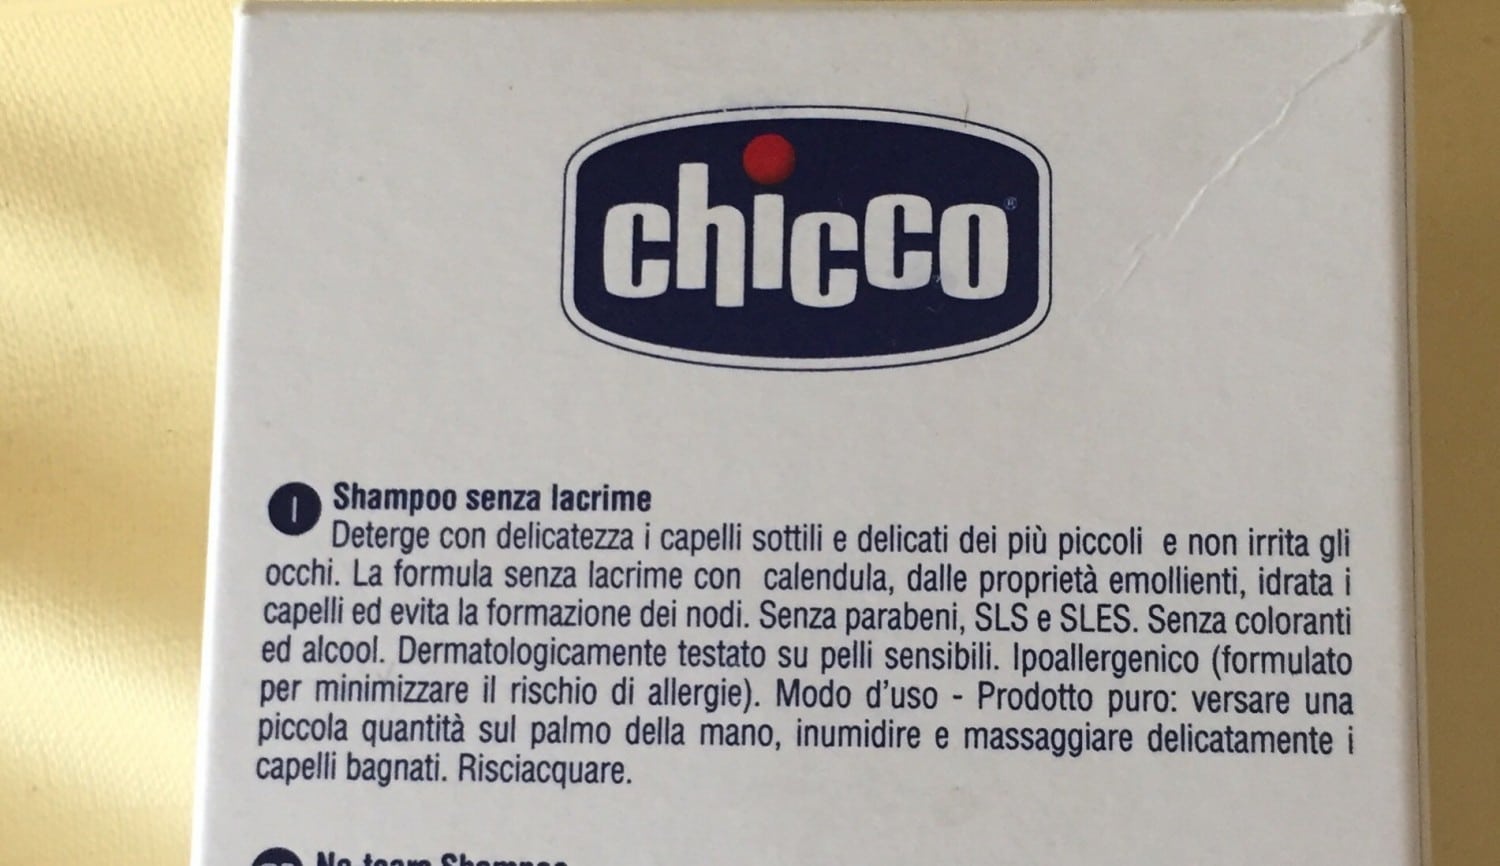 chicco®
I Shampoo senza lacrime
Deterge con delicatezza i capelli sottili e delicati dei più piccoli e non irrita gli
occhi. La formula senza lacrime con calendula, dalle proprietà emollienti, idrata i
capelli ed evita la formazione dei nodi. Senza parabeni, SLS e SLES. Senza coloranti
ed alcool. Dermatologicamente testato su pelli sensibili. Ipoallergenico (formulato
per minimizzare il rischio di allergie). Modo d'uso - Prodotto puro: versare una
piccola quantità sul palmo della mano, inumidire e massaggiare delicatamente i
capelli bagnati. Risciacquare.
No tears Shampoo